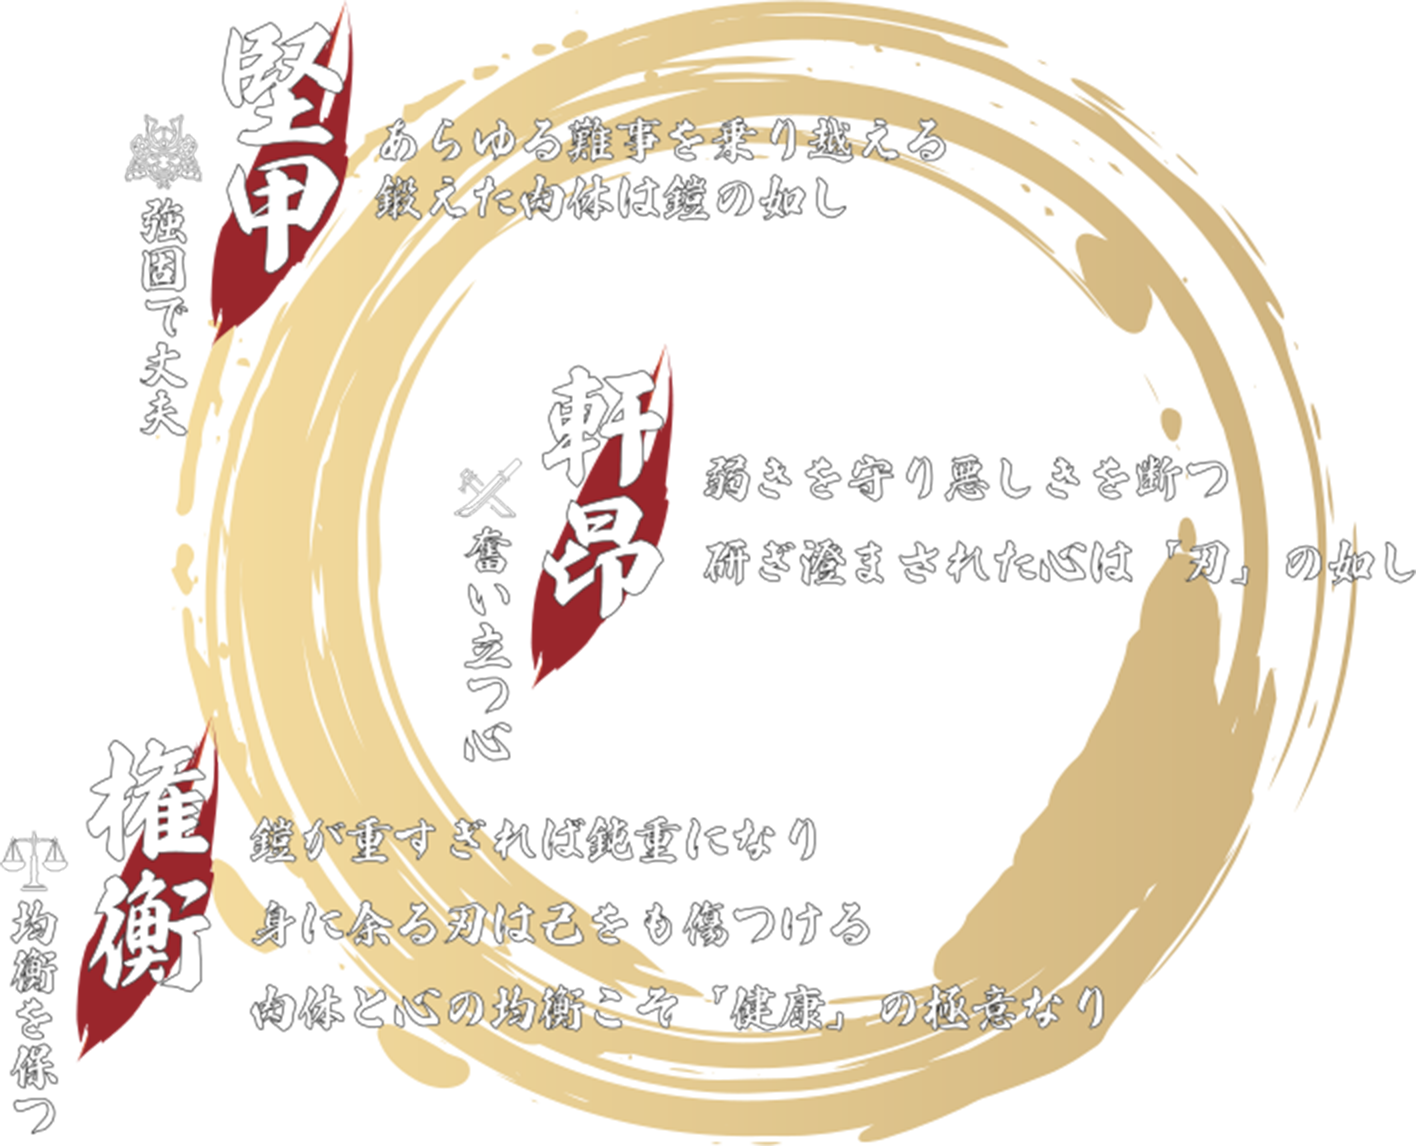 堅甲
強固で丈夫
あらゆる難事を乗り越える
鍛えた肉体は鎧の如し
軒昂
奮い立つ心
弱きを守り悪しきを断つ
研ぎ澄まされた心は「刃」の如し
権衡
均衡を保つ
鎧が重すぎれば鈍重になり
身に余る刃は己をも傷つける
肉体と心の均衡こそ「健康」の極意なり